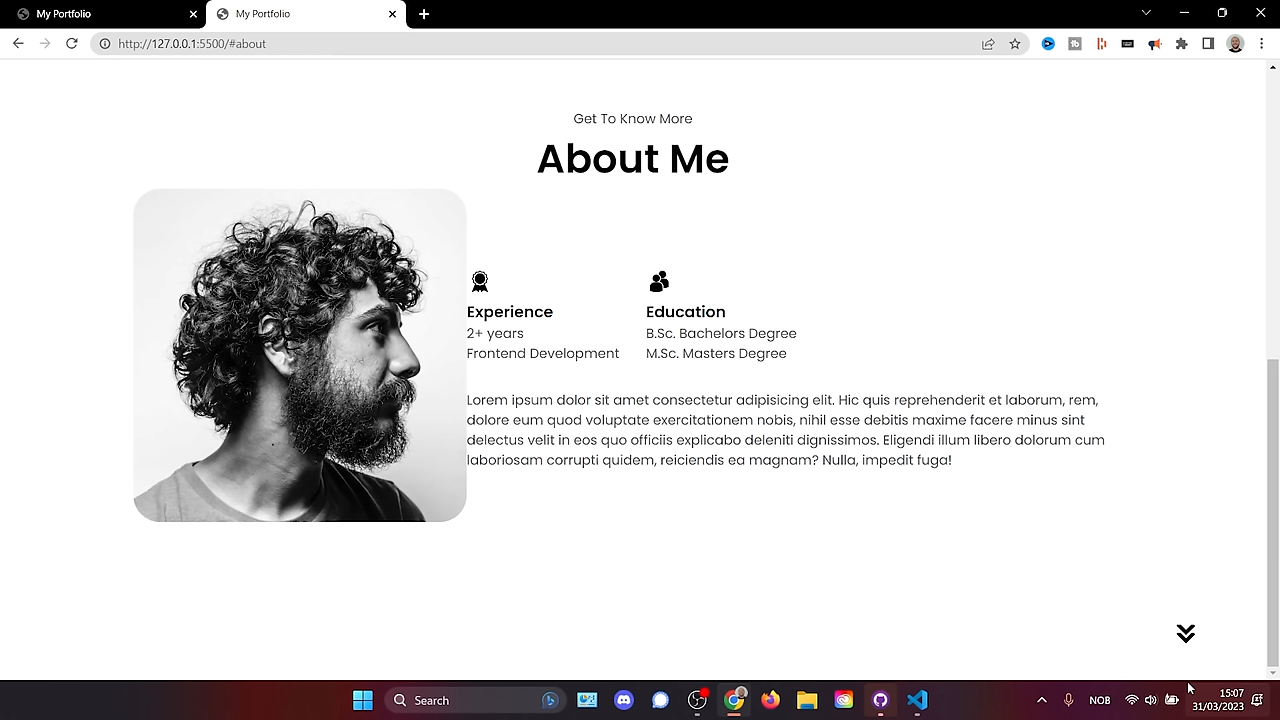 My Portfolio
My Portfolio
http://127.0.0.1:5500/#about
Get To Know More
About Me
Experience
2+ years
Frontend Development
Education
B.Sc. Bachelors Degree
M.Sc. Masters Degree
Lorem ipsum dolor sit amet consectetur adipisicing elit. Hic quis reprehenderit et laborum, rem,
dolore eum quod voluptate exercitationem nobis, nihil esse debitis maxime facere minus sint
delectus velit in eos quo officiis explicabo deleniti dignissimos. Eligendi illum libero dolorum cum
laboriosam corrupti quidem, reiciendis ea magnam? Nulla, impedit fuga!
Search
NOB
15:07
31/03/2023